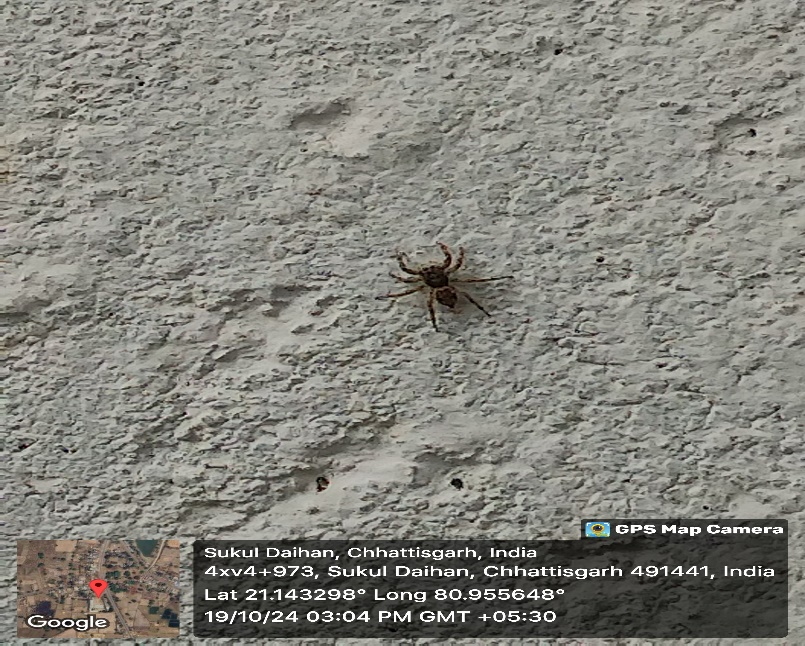 GPS Map Camera
Sukul Daihan, Chhattisgarh, India
4xv4+973, Sukul Daihan, Chhattisgarh 491441, India
Lat 21.143298° Long 80.955648°
19/10/24 03:04 PM GMT +05:30
Google